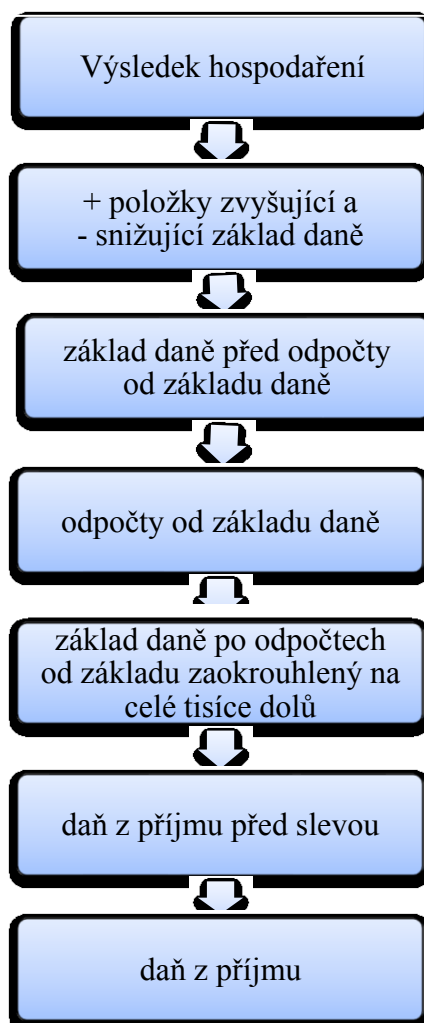 Výsledek hospodaření
+ položky zvyšující a
- snižující základ daně
základ daně před odpočty
od základu daně
odpočty od základu daně
základ daně po odpočtech
od základu zaokrouhlený na
celé tisíce dolů
daň z příjmu před slevou
daň z příjmu